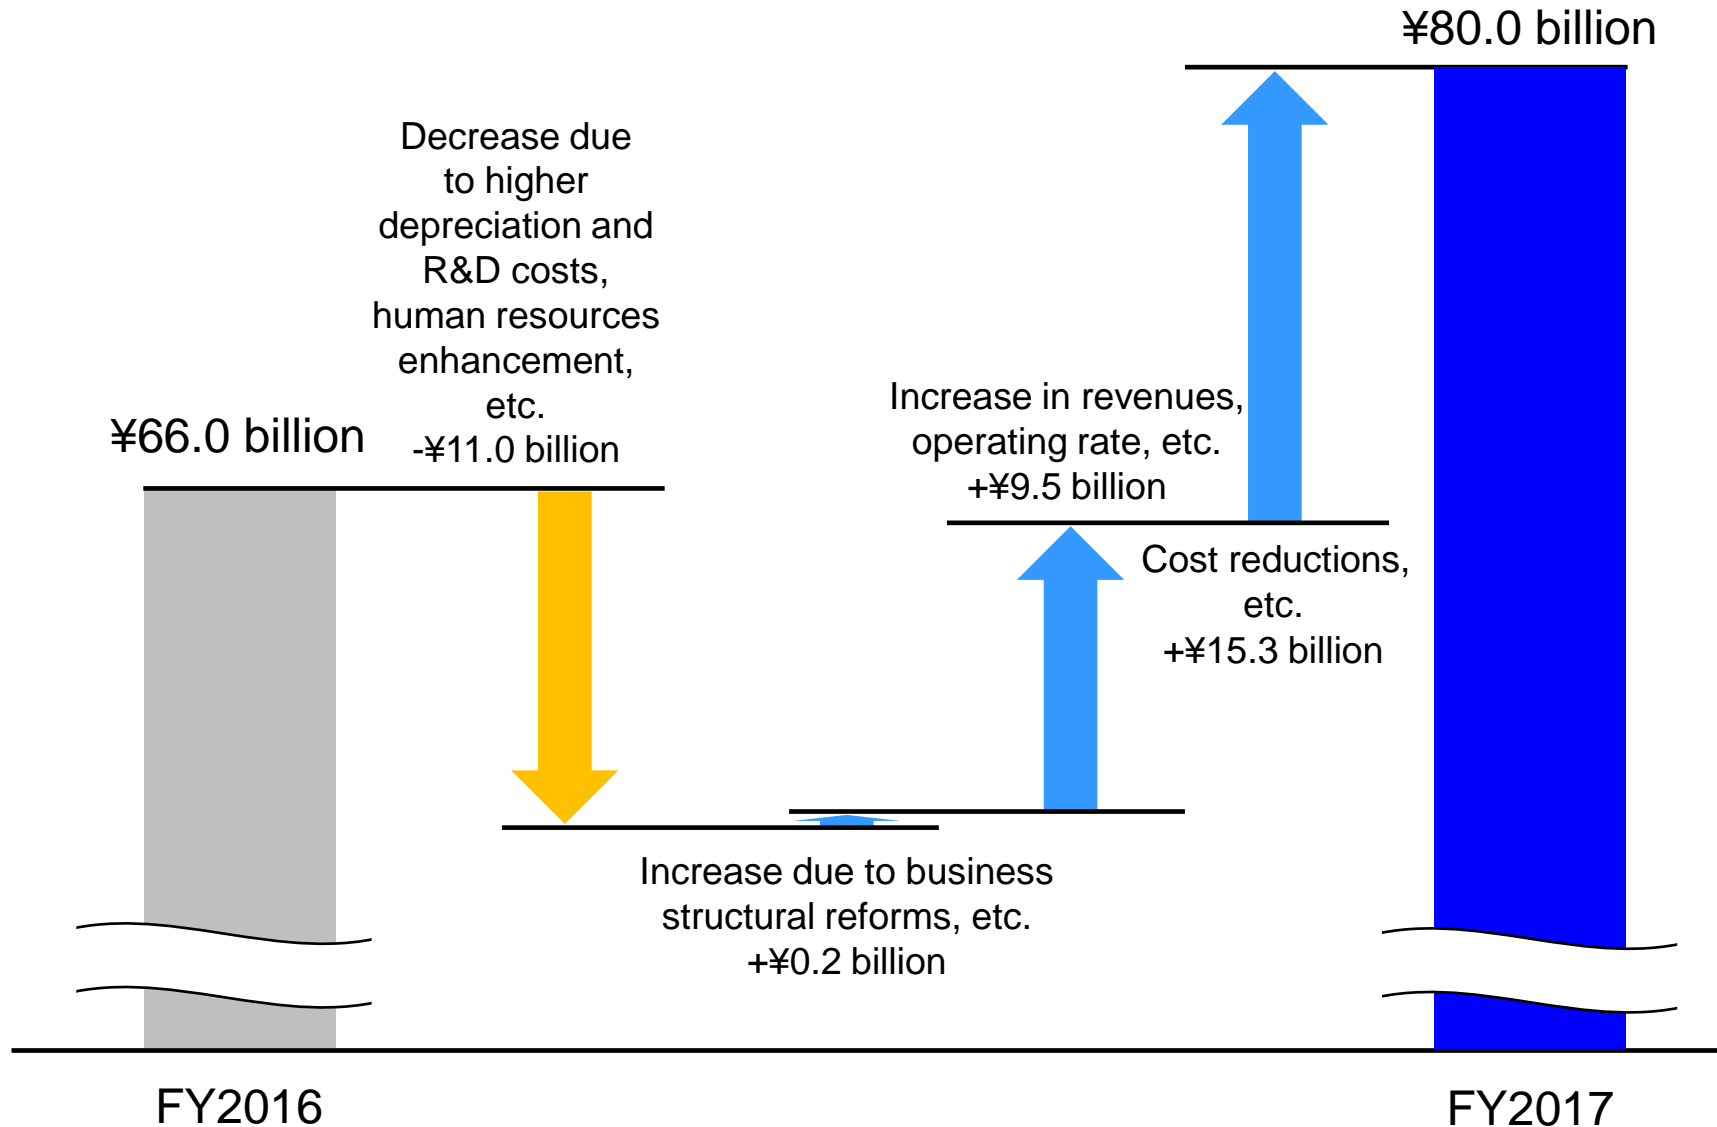 ¥80.0 billion
Decrease due
to higher
depreciation and
R&D costs,
human resources
enhancement,
etc.
-¥11.0 billion
¥66.0 billion
Increase in revenues,
operating rate, etc.
+¥9.5 billion
Cost reductions,
etc.
+¥15.3 billion
Increase due to business
structural reforms, etc.
+¥0.2 billion
FY2016
FY2017